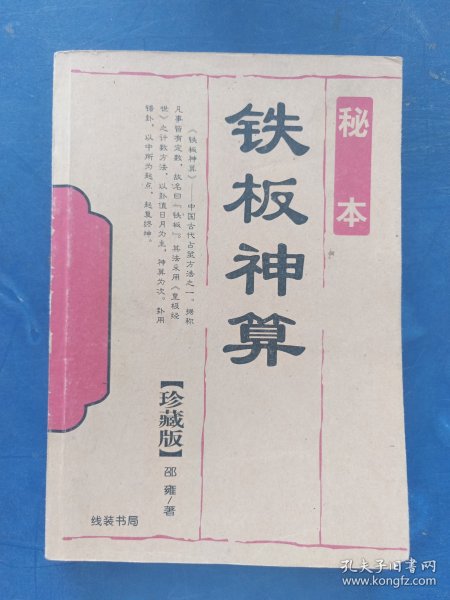 秘本
铁板神算
《铁板神算》——中国古代占筮方法之一。据称
凡事皆有定数,故名曰“铁板”。其法采用《皇极经
世》之计数方法,以卦值日月为主,神算为次。卦用
错卦,以中所为起点,起复终神。
【珍藏版】
邵雍/著
线装书局
孔夫子旧书网
www.kongfz.com